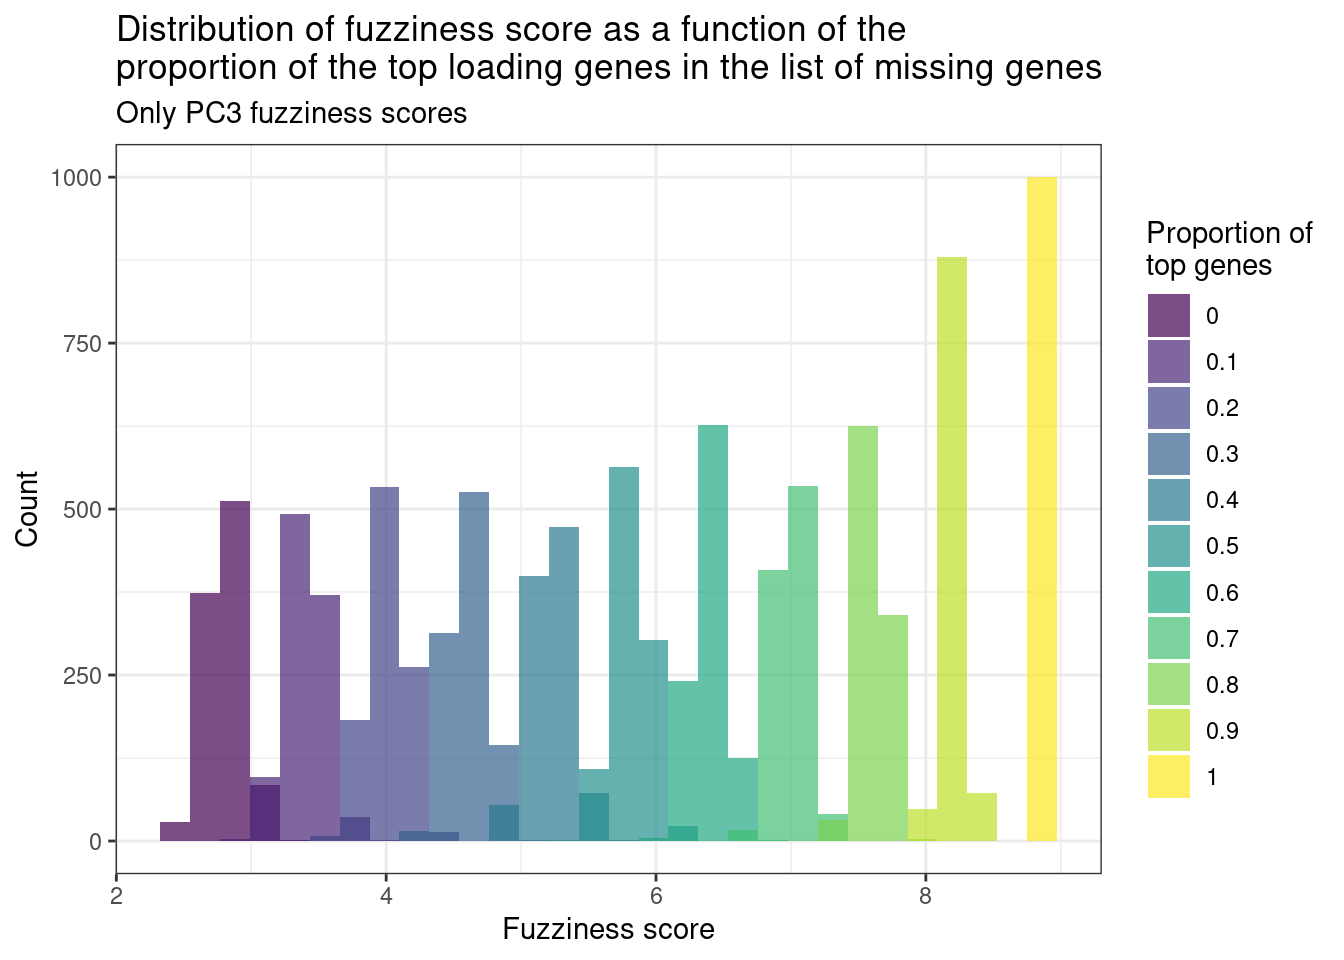 Distribution of fuzziness score as a function of the
proportion of the top loading genes in the list of missing genes
Only PC3 fuzziness scores
1000
750
500
250
0
Count
2
4
6
8
Fuzziness score
Proportion of
top genes
0
0.1
0.2
0.3
0.4
0.5
0.6
0.7
0.8
0.9
1